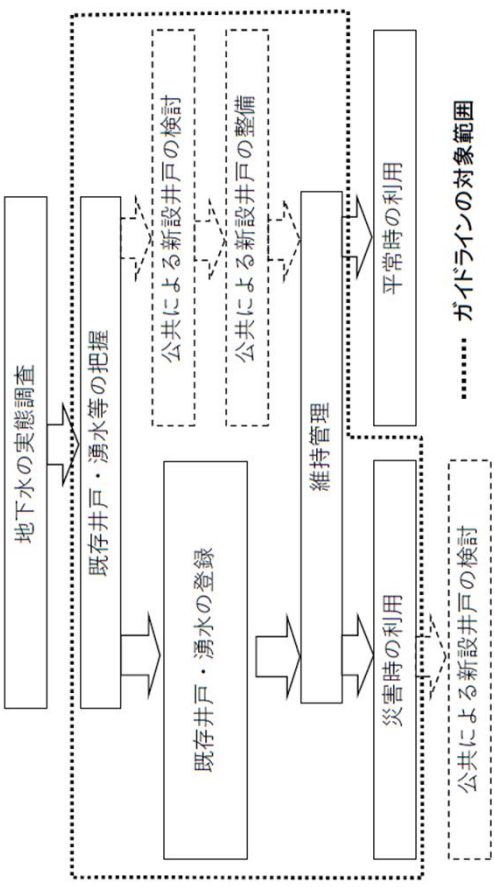 地下水の実態調査
既存井戸・湧水等の把握
既存井戸・湧水の登録
公共による新設井戸の検討
公共による新設井戸の整備
維持管理
災害時の利用
平常時の利用
公共による新設井戸の検討
ガイドラインの対象範囲